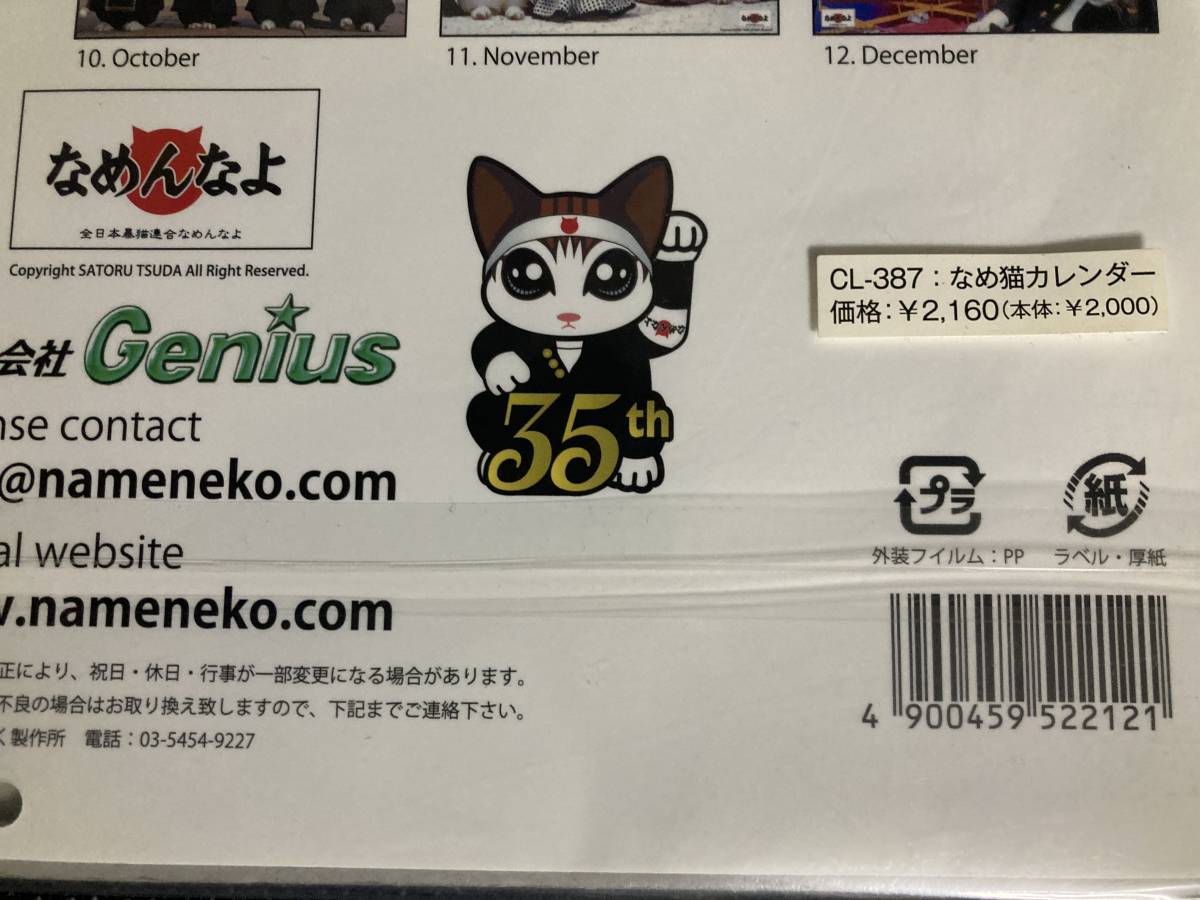 10. October
11. November
12. December
なめんなよ
全日本暴猫連合なめんなよ
Copyright SATORU TSUDA All Right Reserved.
会社 Genius
contact
@nameneko.com
website
.nameneko.com
35th
なめんなよ
CL-387：なめ猫カレンダー
価格：￥2,160（本体：￥2,000）
プラ
紙
外装フイルム：PP
ラベル・厚紙
正により、祝日・休日・行事が一部変更になる場合があります。
不良の場合はお取り換え致しますので、下記までご連絡下さい。
く製作所　電話：03-5454-9227
4 900459 522121